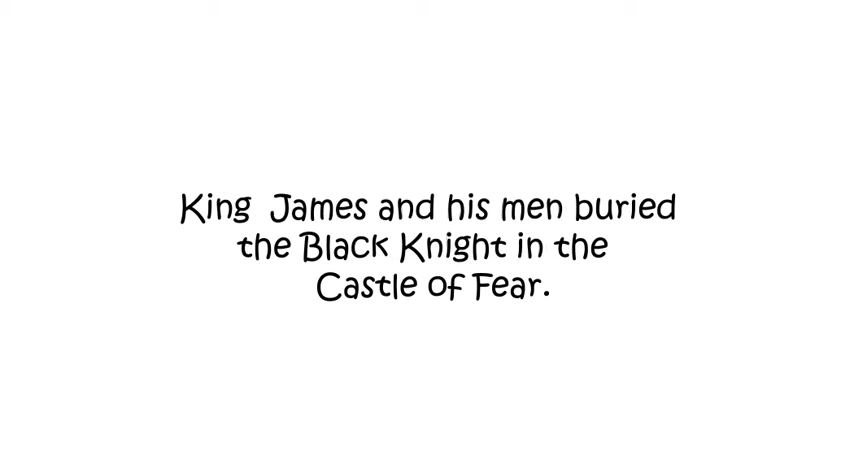 King  James and his men buried
the Black Knight in the
Castle of Fear.